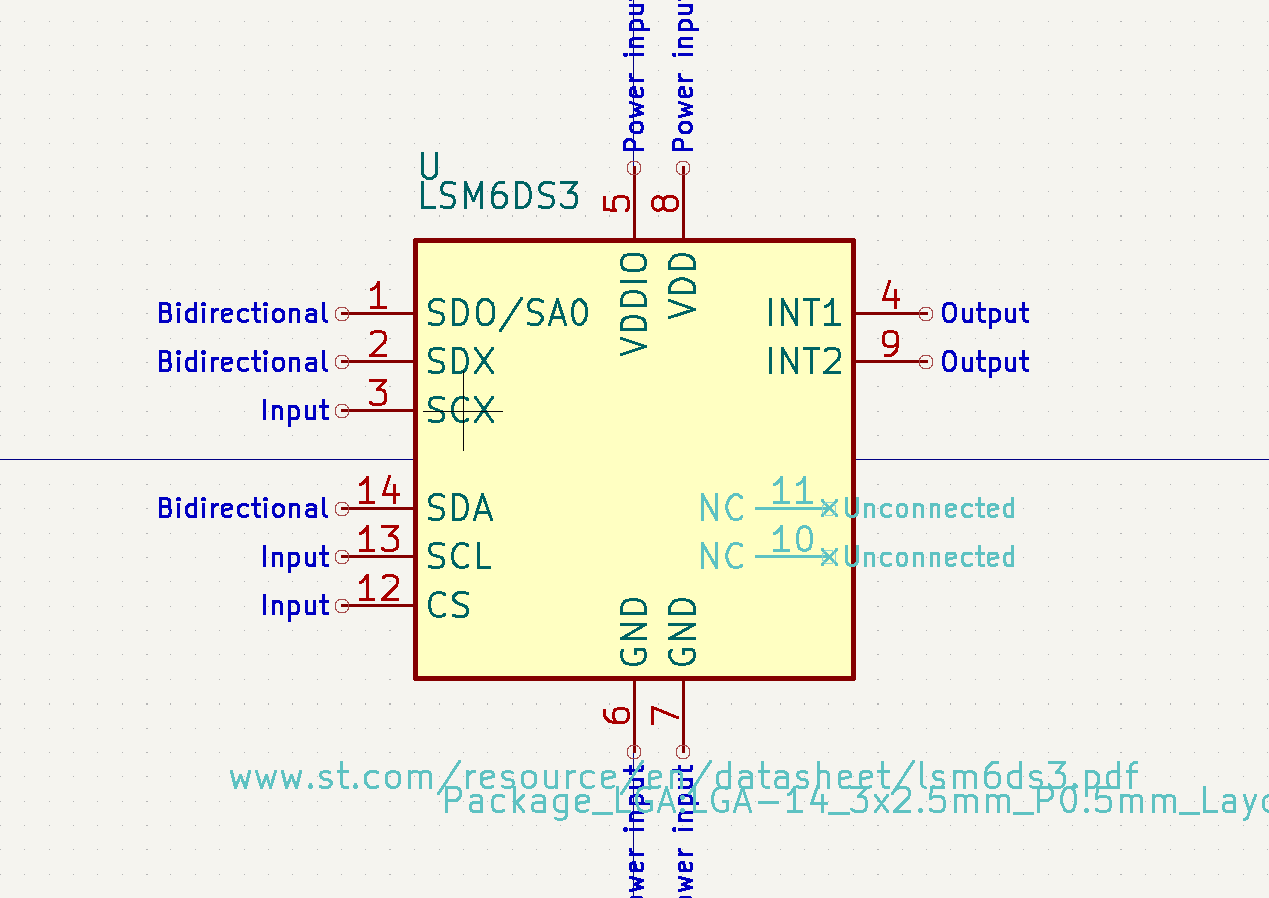 Power input
Power input
U
LSM6DS3
5
8
VDDIO
VDD
Bidirectional
1
SDO/SA0
INT1
4
Output
Bidirectional
2
SDX
INT2
9
Output
Input
3
SCX
Bidirectional
14
SDA
NC
11
Unconnected
Input
13
SCL
NC
10
Unconnected
Input
12
CS
GND
GND
6
7
www.st.com/resource/en/datasheet/lsm6ds3.pdf
Package_LGA:LGA-14_3x2.5mm_P0.5mm_Layo
ower input
ower input